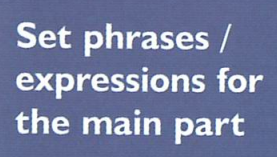 Set phrases /
expressions for
the main part